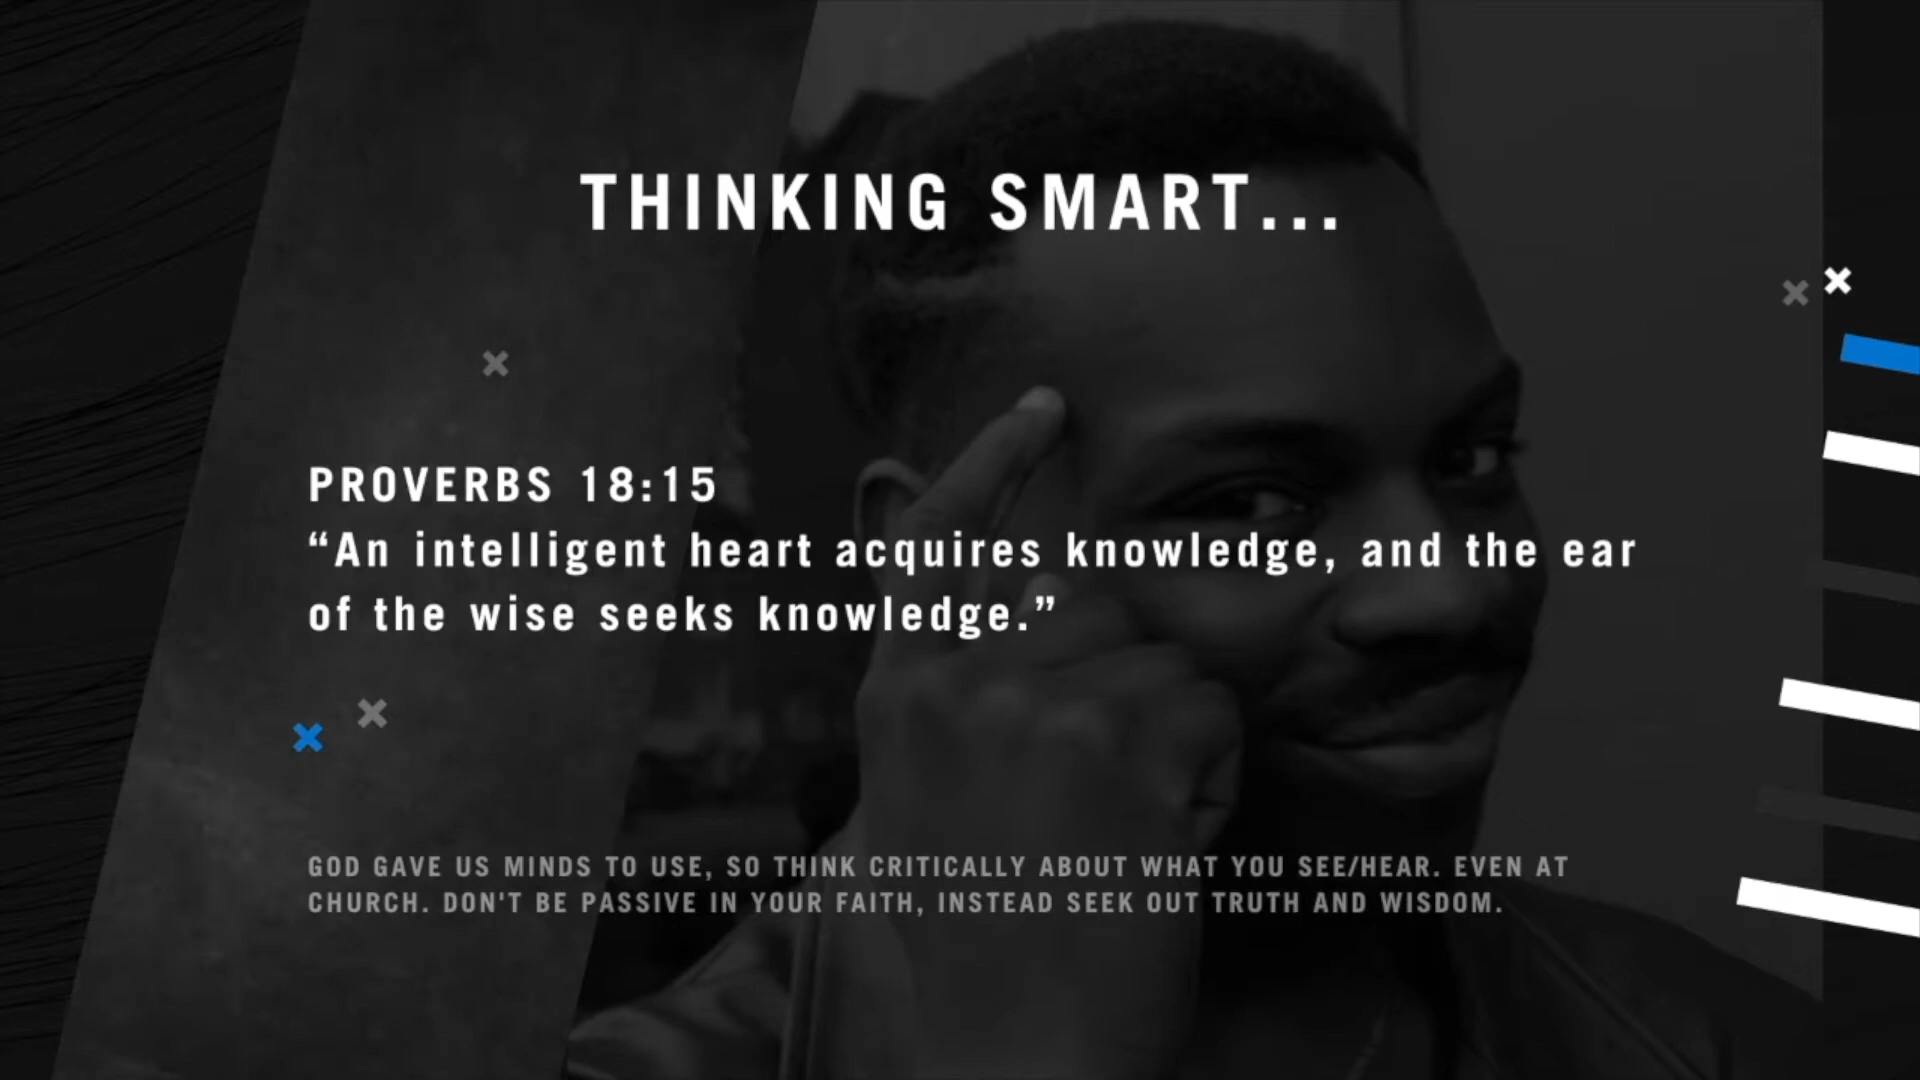 THINKING SMART...
PROVERBS 18:15
“An intelligent heart acquires knowledge, and the ear
of the wise seeks knowledge.”
GOD GAVE US MINDS TO USE, SO THINK CRITICALLY ABOUT WHAT YOU SEE/HEAR. EVEN AT
CHURCH. DON'T BE PASSIVE IN YOUR FAITH, INSTEAD SEEK OUT TRUTH AND WISDOM.